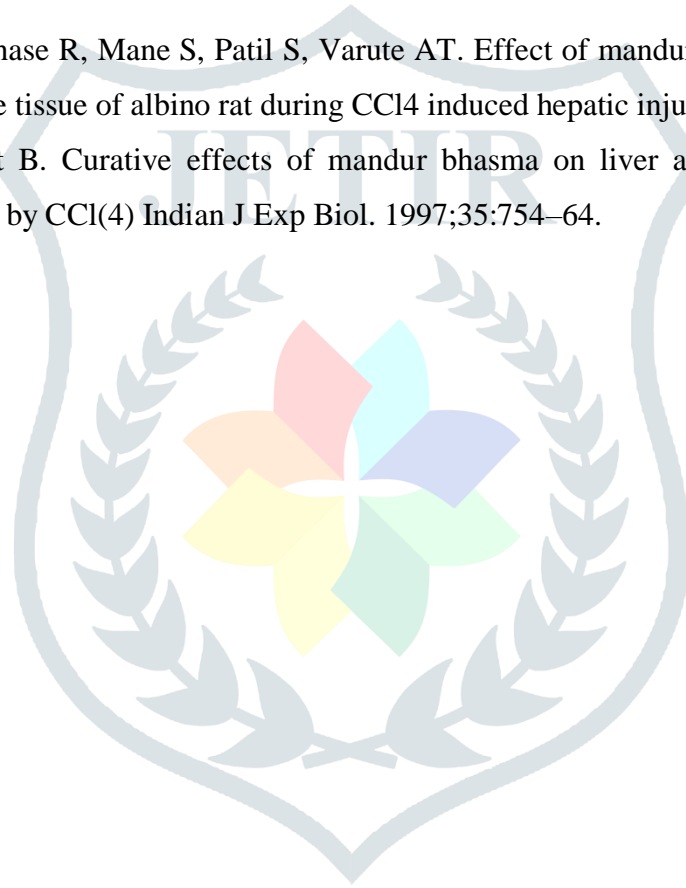 nase R, Mane S, Patil S, Varute AT. Effect of mandur
e tissue of albino rat during CCl4 induced hepatic inju
t B. Curative effects of mandur bhasma on liver a
JETIR
by CCl(4) Indian J Exp Biol. 1997;35:754–64.